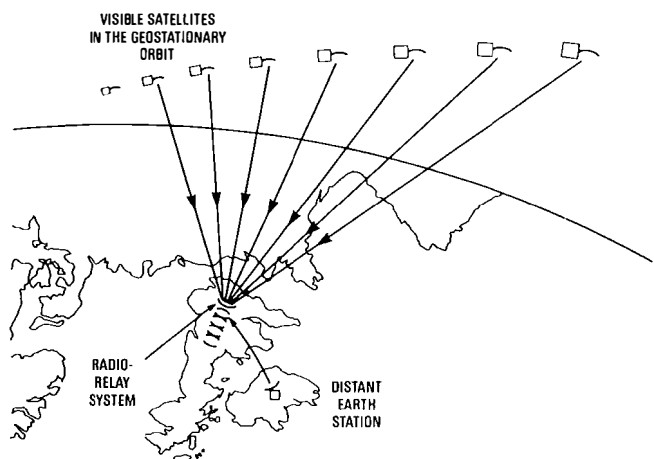 VISIBLE SATELLITES
IN THE GEOSTATIONARY
ORBIT
RADIO-
RELAY
SYSTEM
DISTANT
EARTH
STATION